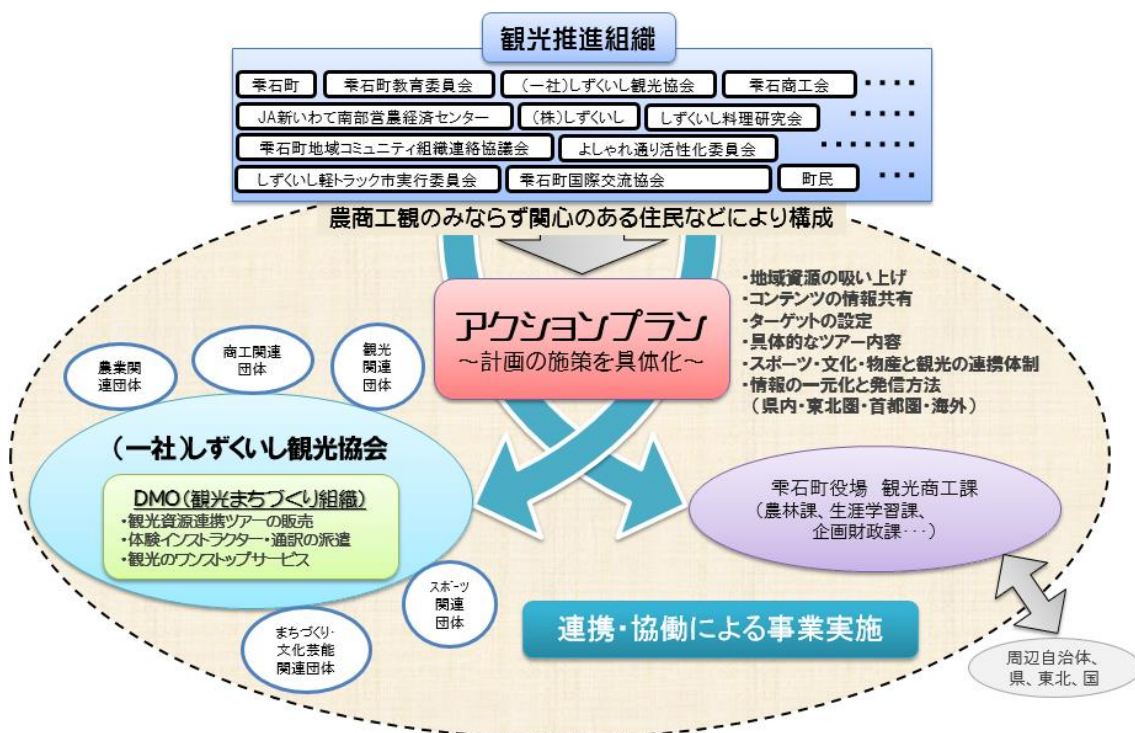 観光推進組織
雫石町 雫石町教育委員会 (一社)しずくいし観光協会 雫石商工会 ････
JA新いわて南部営農経済センター (株)しずくいし しずくいし料理研究会 ･････
雫石町地域コミュニティ組織連絡協議会 よしゃれ通り活性化委員会 ･･･････
しずくいし軽トラック市実行委員会 雫石町国際交流協会 町民 ･･･
農商工観のみならず関心のある住民などにより構成
アクションプラン
～計画の施策を具体化～
・地域資源の吸い上げ
・コンテンツの情報共有
・ターゲットの設定
・具体的なツアー内容
・スポーツ・文化・物産と観光の連携体制
・情報の一元化と発信方法
（県内・東北圏・首都圏・海外）
農業関
連団体
商工関連
団体
観光
関連
団体
(一社)しずくいし観光協会
DMO(観光まちづくり組織)
・観光資源連携ツアーの販売
・体験インストラクター・通訳の派遣
・観光のワンストップサービス
スポーツ
関連
団体
まちづくり・
文化芸能
関連団体
雫石町役場 観光商工課
(農林課、生涯学習課、
企画財政課･･･)
連携・協働による事業実施
周辺自治体、
県、東北、国